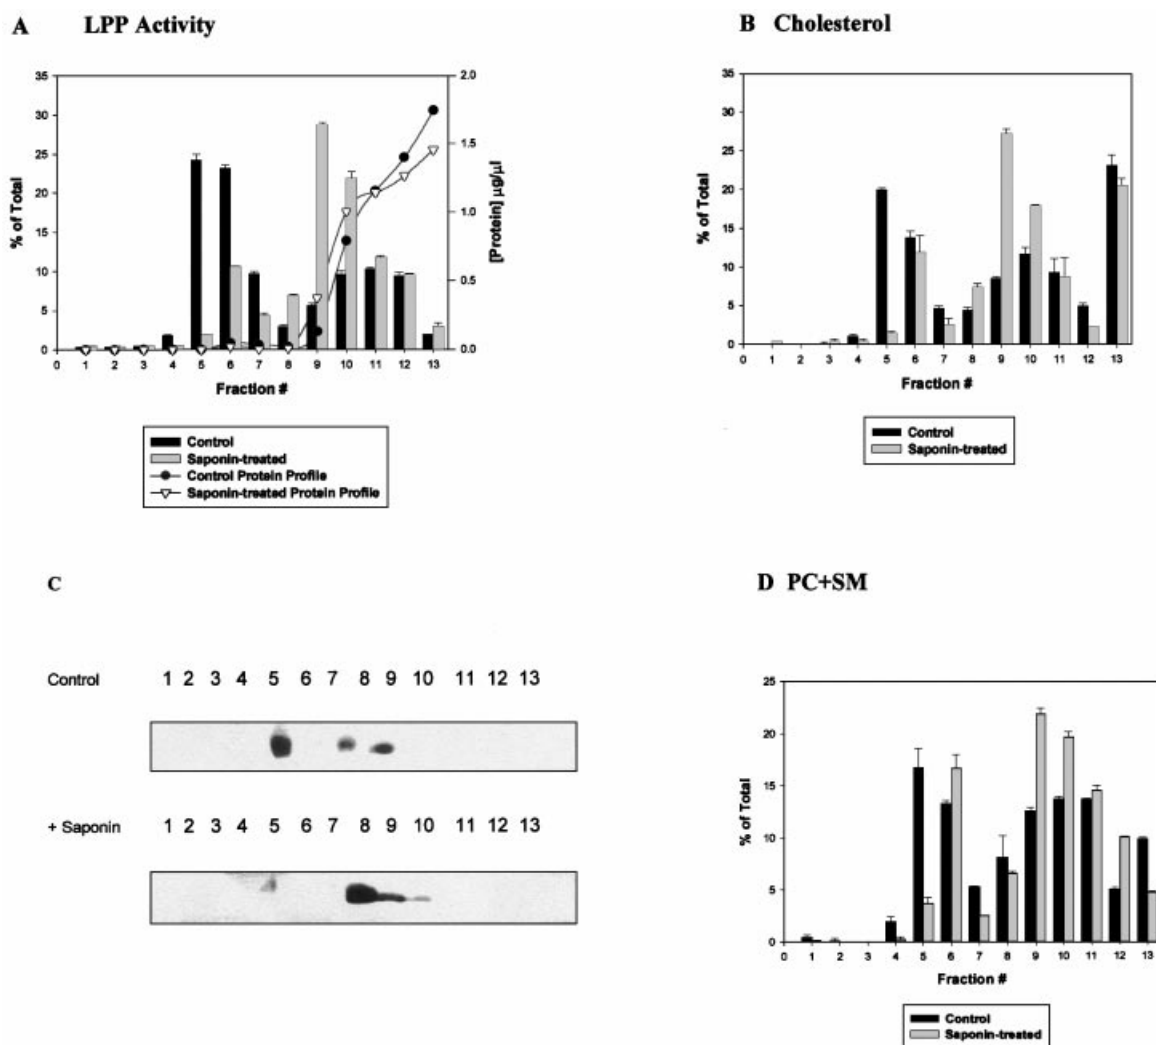 A LPP Activity
35
30
25
20
15
10
5
0
% of Total
2.0
1.5
1.0
0.5
0.0
[Protein] µg/µl
0 1 2 3 4 5 6 7 8 9 10 11 12 13
Fraction #
Control
Saponin-treated
Control Protein Profile
Saponin-treated Protein Profile
B Cholesterol
35
30
25
20
15
10
5
0
% of Total
0 1 2 3 4 5 6 7 8 9 10 11 12 13
Fraction #
Control
Saponin-treated
C
Control 1 2 3 4 5 6 7 8 9 10 11 12 13
+ Saponin 1 2 3 4 5 6 7 8 9 10 11 12 13
D PC+SM
25
20
15
10
5
0
% of Total
0 1 2 3 4 5 6 7 8 9 10 11 12 13
Fraction #
Control
Saponin-treated